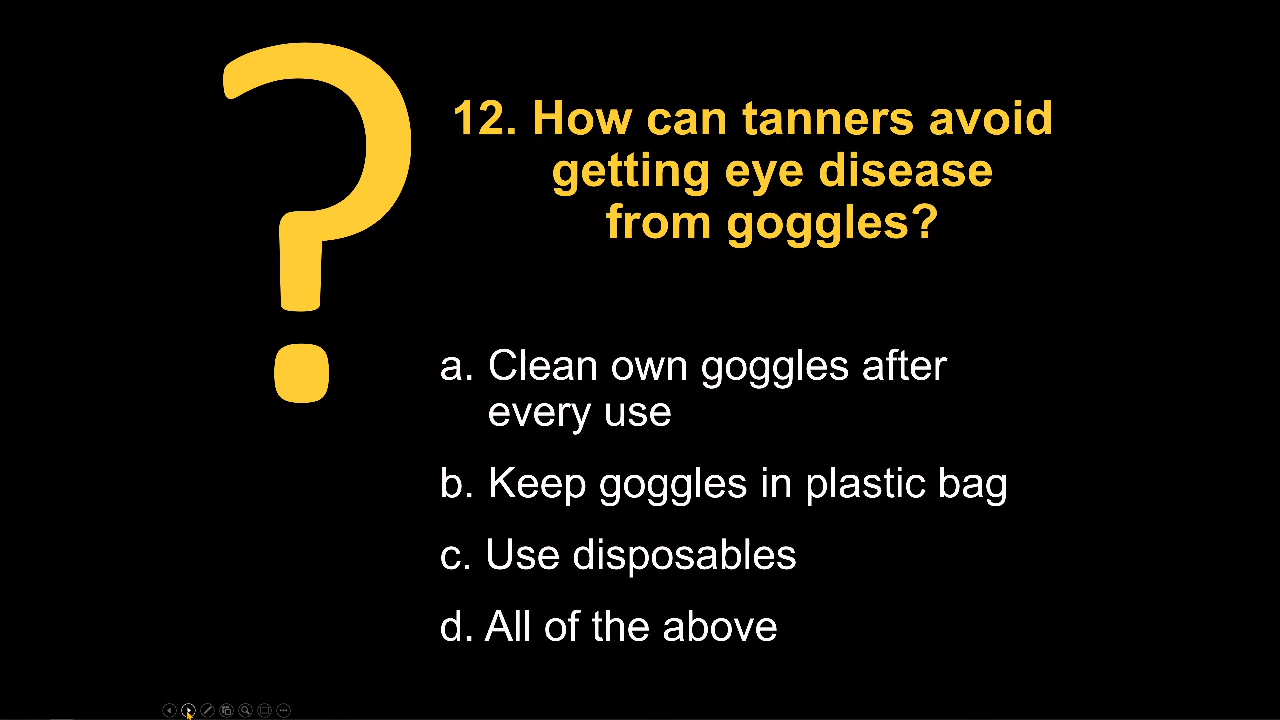 ?
12. How can tanners avoid
getting eye disease
from goggles?
a. Clean own goggles after
every use
b. Keep goggles in plastic bag
c. Use disposables
d. All of the above